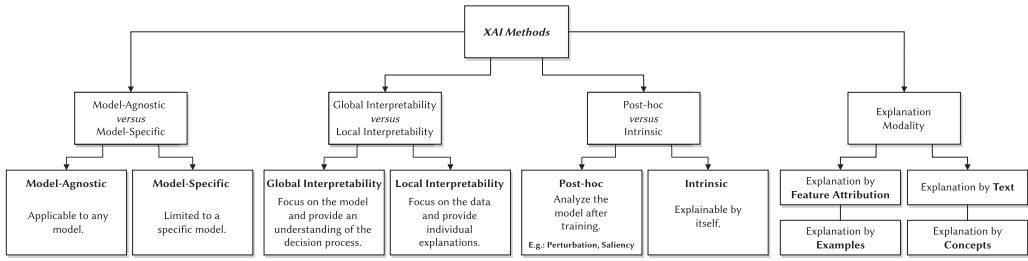 XAI Methods
Model-Agnostic
versus
Model-Specific
Global Interpretability
versus
Local Interpretability
Post-hoc
versus
Intrinsic
Explanation
Modality
Model-Agnostic
Applicable to any
model.
Model-Specific
Limited to a
specific model.
Global Interpretability
Focus on the model
and provide an
understanding of the
decision process.
Local Interpretability
Focus on the data
and provide
individual
explanations.
Post-hoc
Analyze the
model after
training.
E.g.: Perturbation, Saliency
Intrinsic
Explainable by
itself.
Explanation by
Feature Attribution
Explanation by Text
Explanation by
Examples
Explanation by
Concepts